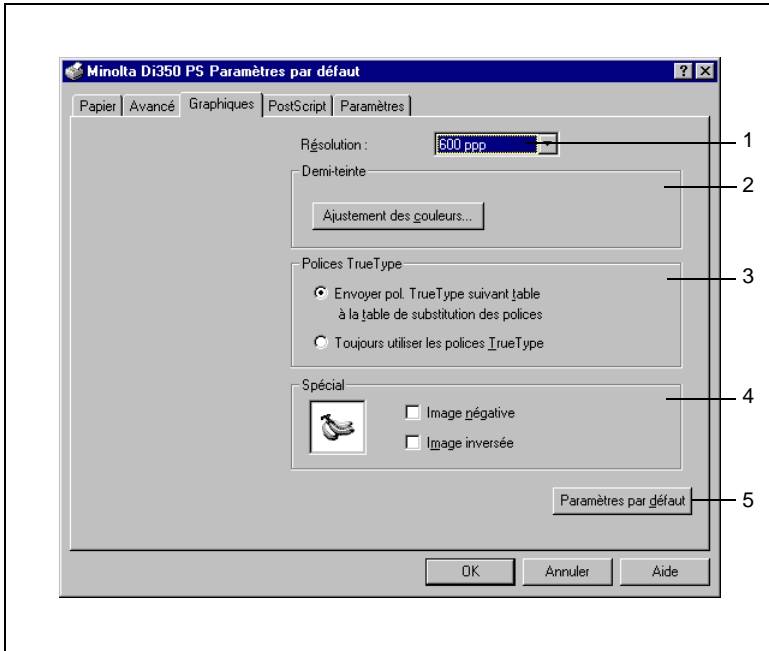 Minolta Di350 PS Paramètres par défaut
Papier Avancé Graphiques PostScript Paramètres
Résolution : 600 ppp 1
Demi-teinte 2
Ajustement des couleurs...
Polices TrueType 3
Envoyer pol. TrueType suivant table
à la table de substitution des polices
Toujours utiliser les polices TrueType
Spécial 4
Image négative
Image inversée
Paramètres par défaut 5
OK Annuler Aide